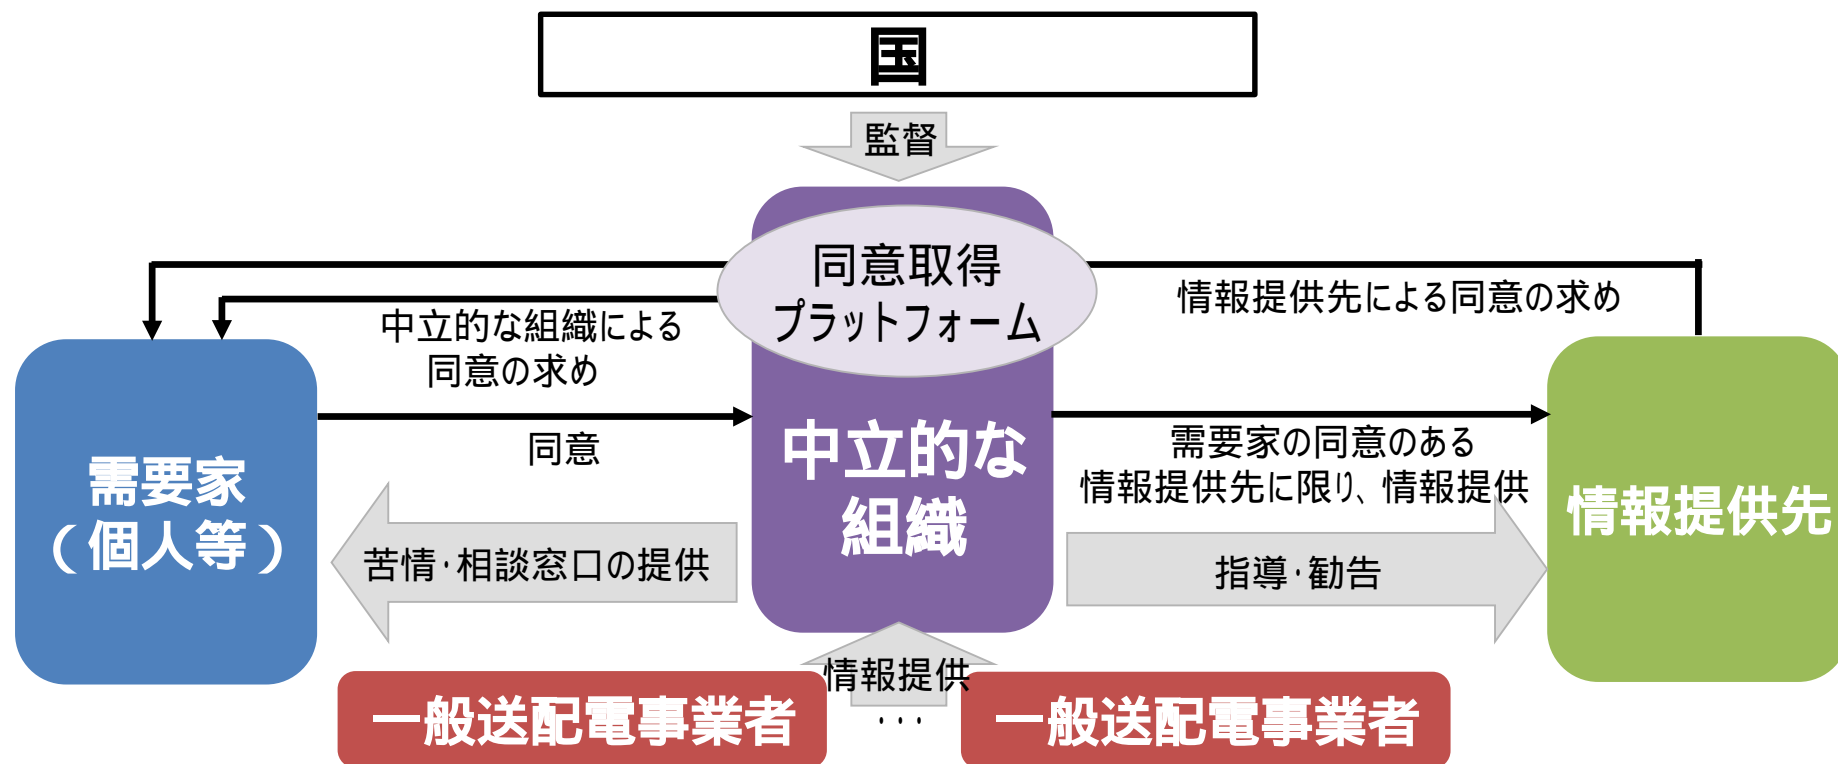 国
監督
同意取得
プラットフォーム
情報提供先による同意の求め
中立的な組織による
同意の求め
同意
中立的な
組織
需要家の同意のある
情報提供先に限り、情報提供
需要家
（個人等）
情報提供先
苦情・相談窓口の提供
指導・勧告
情報提供
一般送配電事業者
・・・
一般送配電事業者